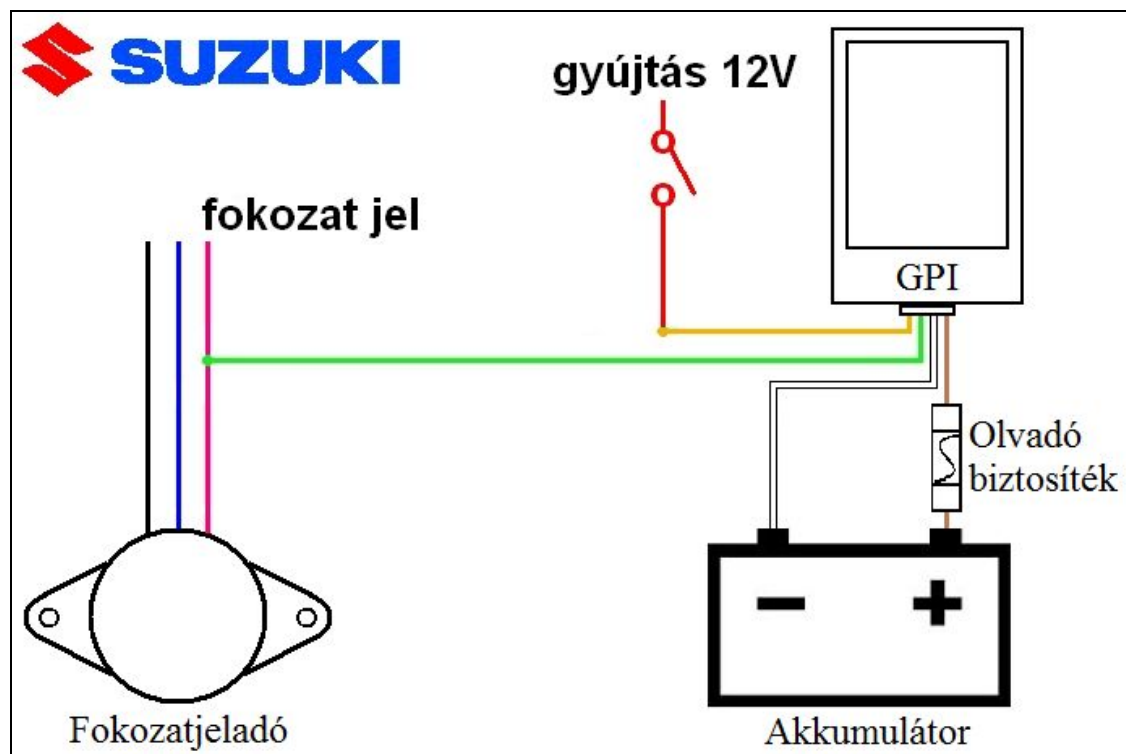 SUZUKI
gyújtás 12V
fokozat jel
GPI
Olvadó
biztosíték
Fokozatjeladó
Akkumulátor